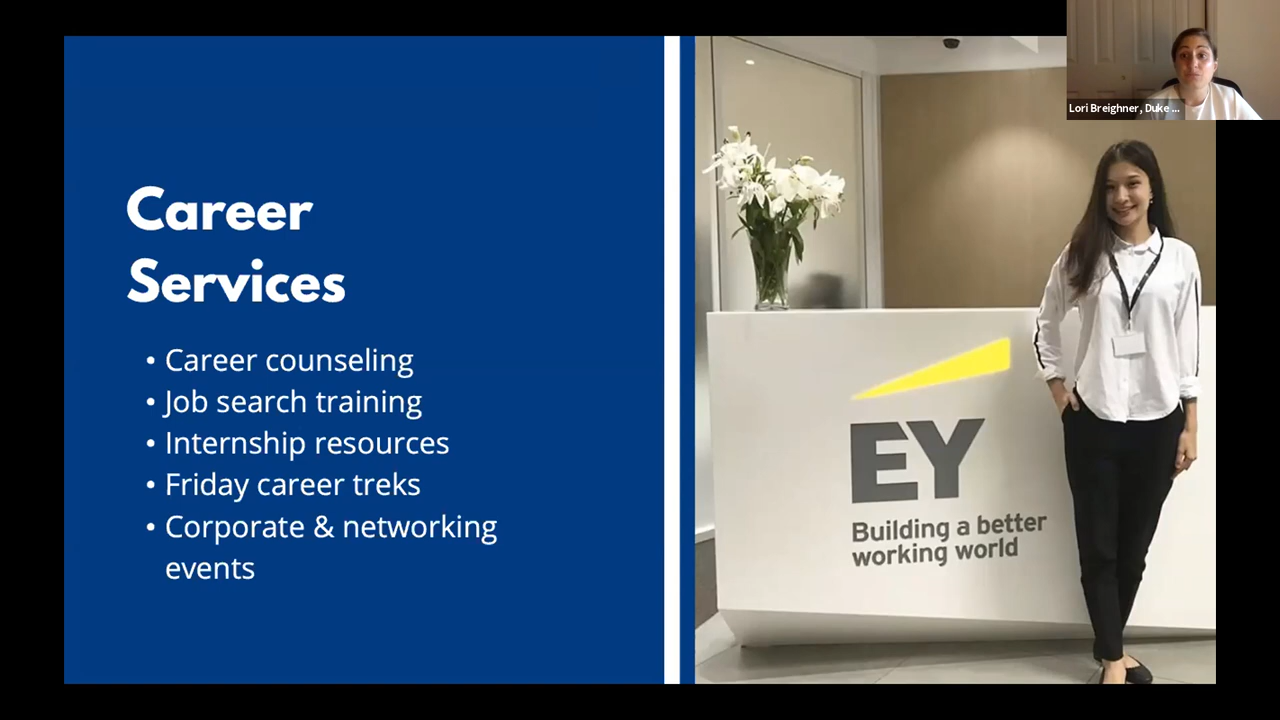 Career
Services
• Career counseling
• Job search training
• Internship resources
• Friday career treks
• Corporate & networking
events
Lori Breighner, Duke ...
EY
Building a better
working world